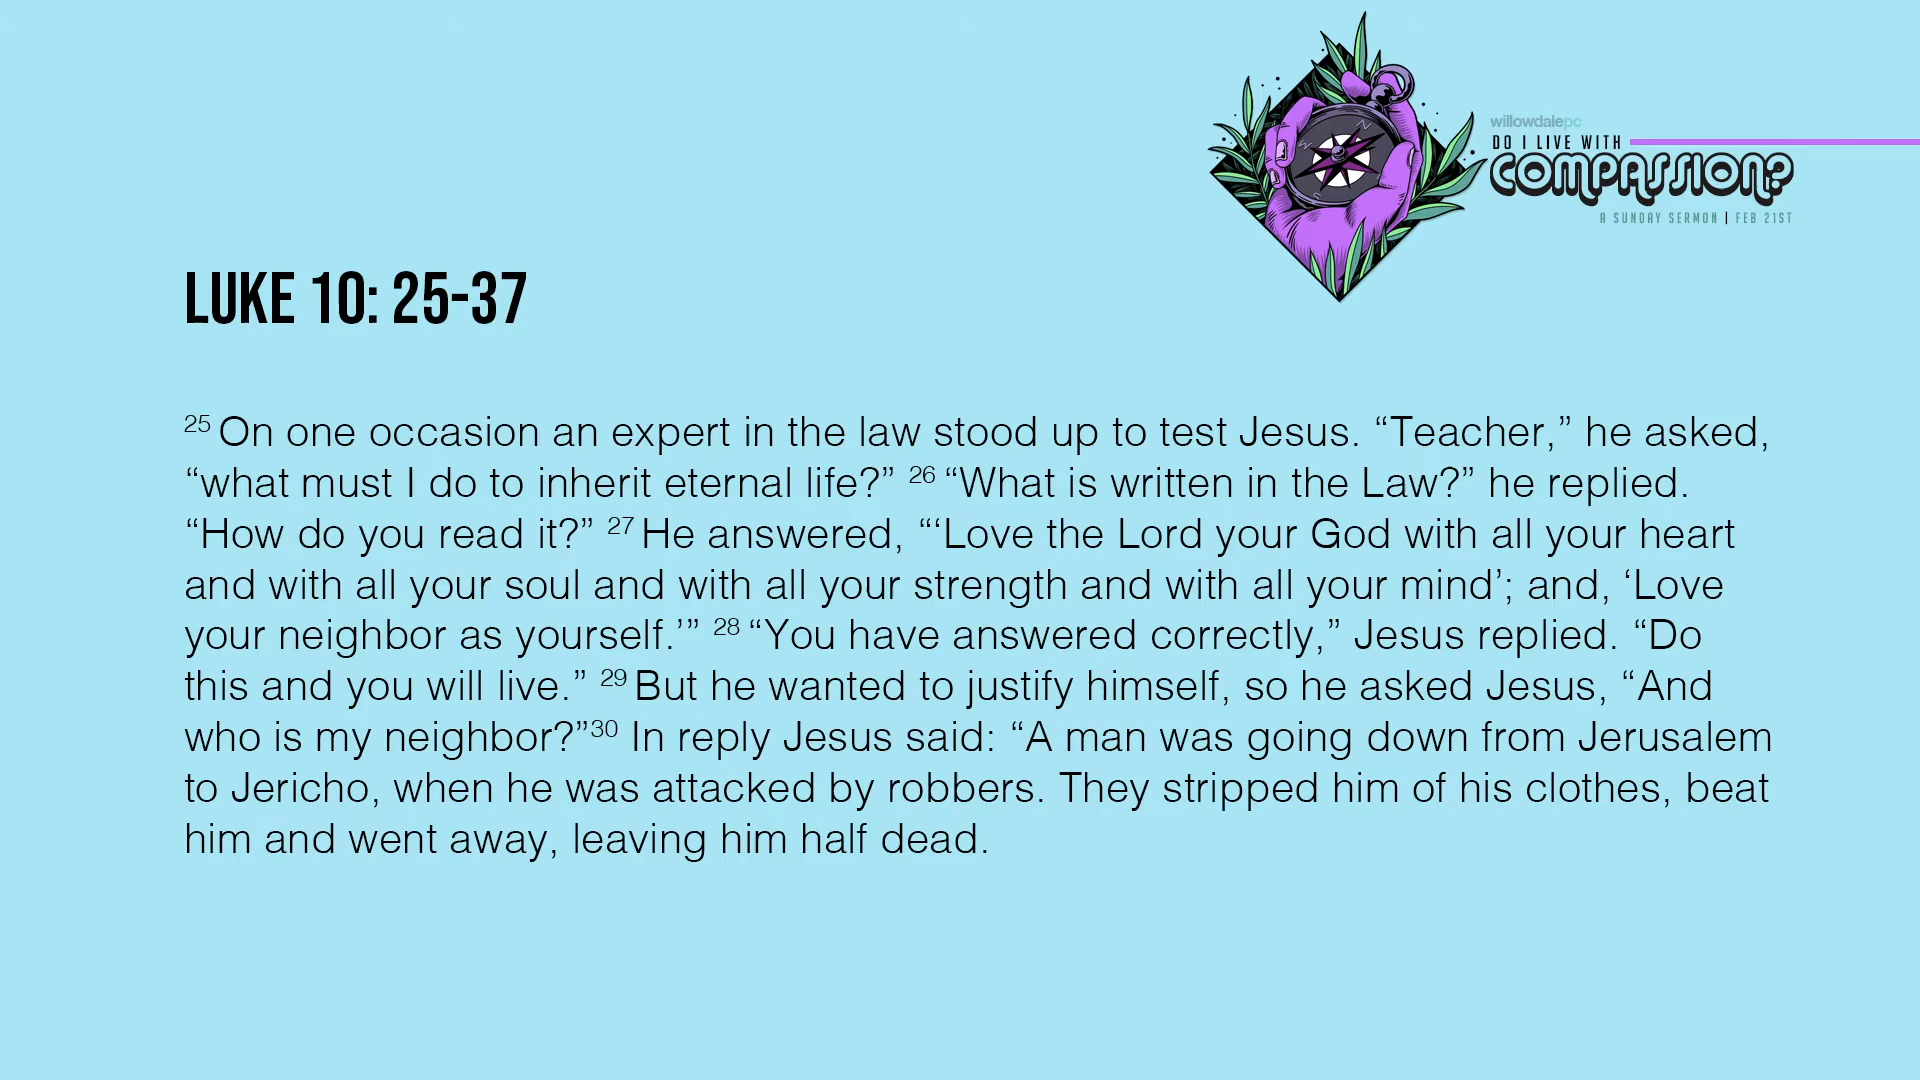 willowdalepc
DO I LIVE WITH
COMPASSION?
A SUNDAY SERMON | FEB 21ST
LUKE 10: 25-37
25 On one occasion an expert in the law stood up to test Jesus. “Teacher,” he asked,
“what must I do to inherit eternal life?” 26 “What is written in the Law?” he replied.
“How do you read it?” 27 He answered, “‘Love the Lord your God with all your heart
and with all your soul and with all your strength and with all your mind’; and, ‘Love
your neighbor as yourself.’” 28 “You have answered correctly,” Jesus replied. “Do
this and you will live.” 29 But he wanted to justify himself, so he asked Jesus, “And
who is my neighbor?”30 In reply Jesus said: “A man was going down from Jerusalem
to Jericho, when he was attacked by robbers. They stripped him of his clothes, beat
him and went away, leaving him half dead.